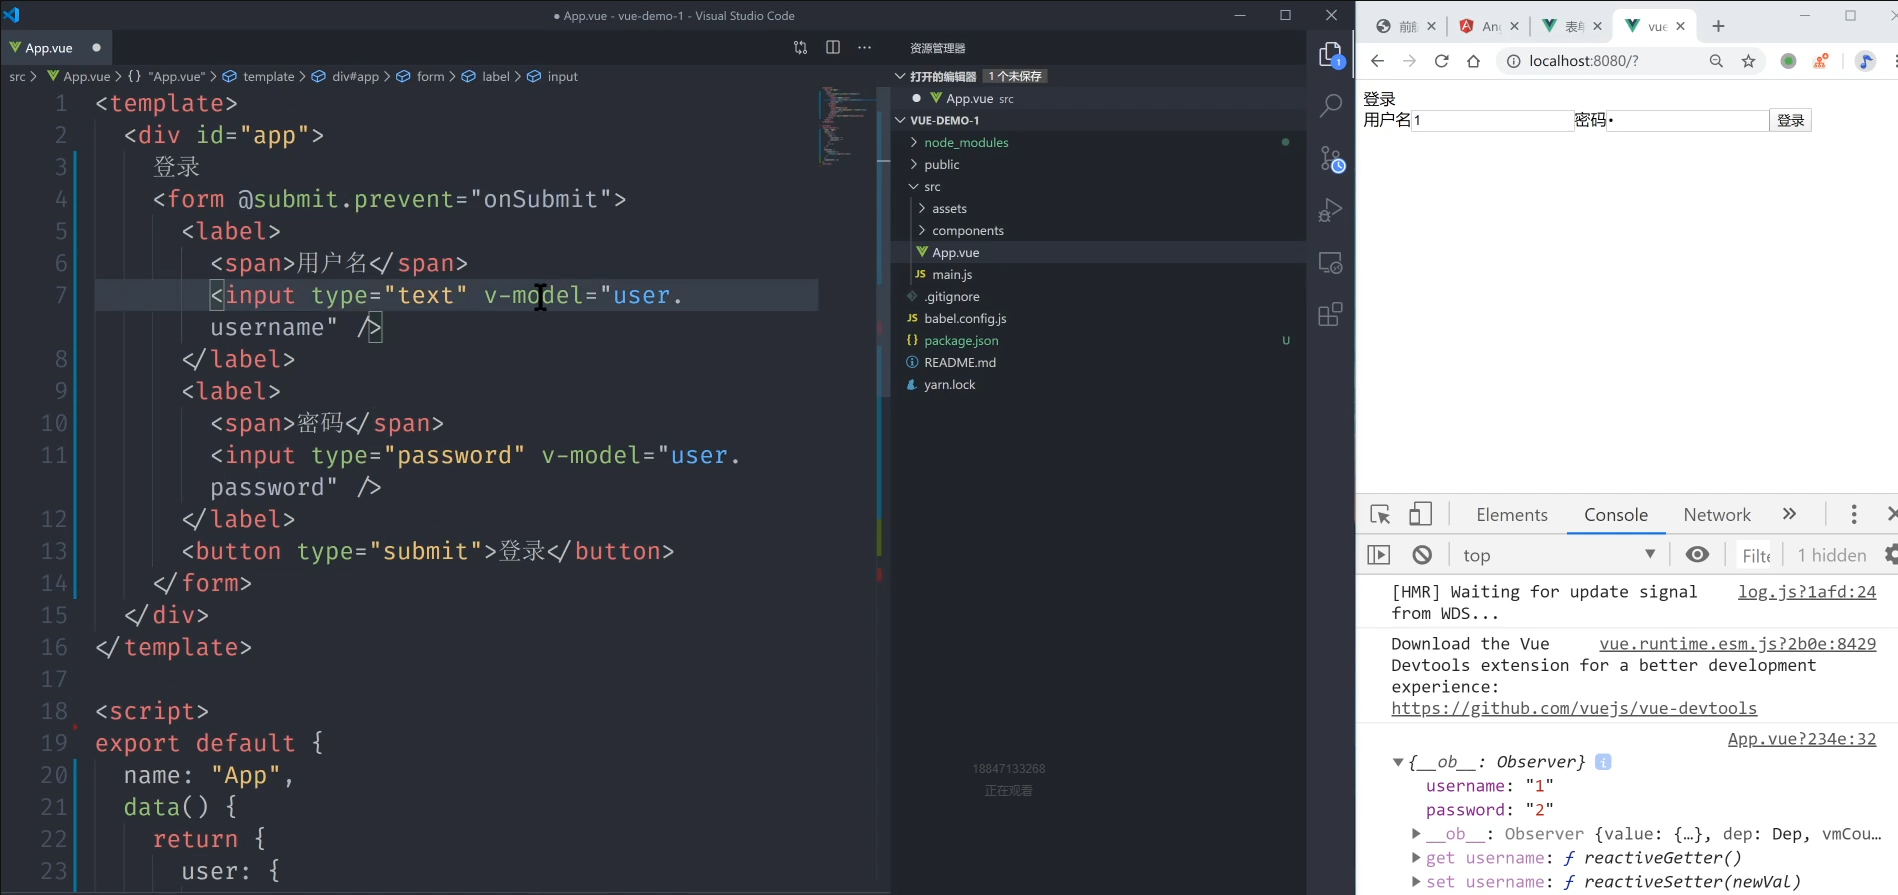 App.vue - vue-demo-1 - Visual Studio Code
App.vue
src > App.vue > {} "App.vue" > template > div#app > form > label > input
1 <template>
2 <div id="app">
3 登录
4 <form @submit.prevent="onSubmit">
5 <label>
6 <span>用户名</span>
7 <input type="text" v-model="user.
username" />
8 </label>
9 <label>
10 <span>密码</span>
11 <input type="password" v-model="user.
password" />
12 </label>
13 <button type="submit">登录</button>
14 </form>
15 </div>
16 </template>
17
18 <script>
19 export default {
20 name: "App",
21 data() {
22 return {
23 user: {
资源管理器
打开的编辑器 1 个未保存
App.vue src
VUE-DEMO-1
node_modules
public
src
assets
components
App.vue
JS main.js
.gitignore
JS babel.config.js
{} package.json U
README.md
yarn.lock
1
18847133268
正在观看
前 An 表单 vue
localhost:8080/?
登录
用户名1 密码• 登录
Elements Console Network
top Filte 1 hidden
[HMR] Waiting for update signal log.js?1afd:24
from WDS...
Download the Vue vue.runtime.esm.js?2b0e:8429
Devtools extension for a better development
experience:
https://github.com/vuejs/vue-devtools
App.vue?234e:32
{__ob__: Observer} i
username: "1"
password: "2"
__ob__: Observer {value: {…}, dep: Dep, vmCou…
get username: ƒ reactiveGetter()
set username: ƒ reactiveSetter(newVal)